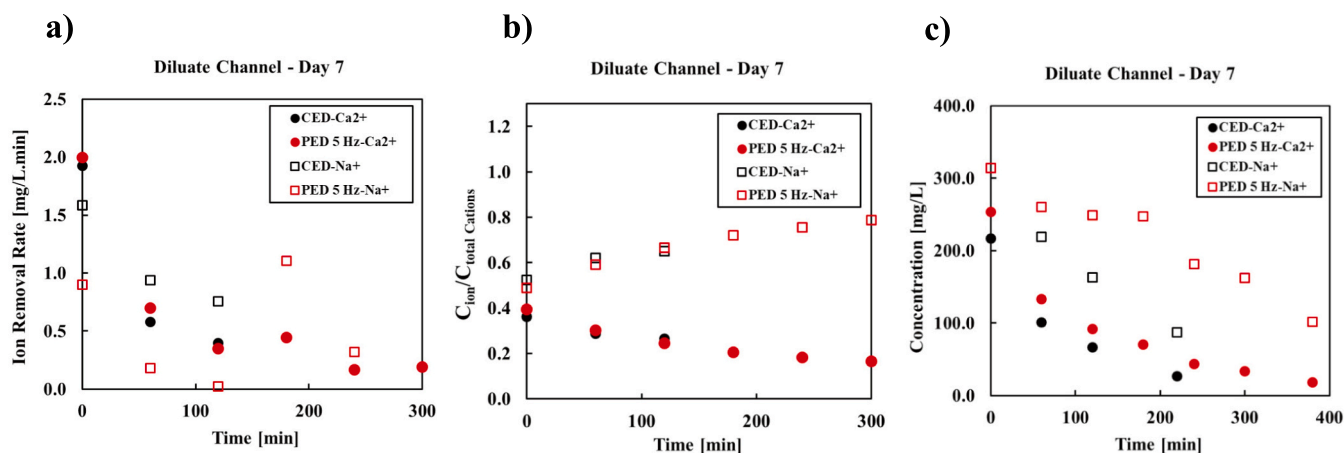 a)
Diluate Channel - Day 7
Ion Removal Rate [mg/L.min]
2.5
2.0
1.5
1.0
0.5
0.0
CED-Ca2+
PED 5 Hz-Ca2+
CED-Na+
PED 5 Hz-Na+
0 100 200 300
Time [min]
b)
Diluate Channel - Day 7
Cion/Ctotal Cations
1.2
1.0
0.8
0.6
0.4
0.2
0.0
CED-Ca2+
PED 5 Hz-Ca2+
CED-Na+
PED 5 Hz-Na+
0 100 200 300
Time [min]
c)
Diluate Channel - Day 7
Concentration [mg/L]
400.0
300.0
200.0
100.0
0.0
CED-Ca2+
PED 5 Hz-Ca2+
CED-Na+
PED 5 Hz-Na+
0 100 200 300 400
Time [min]